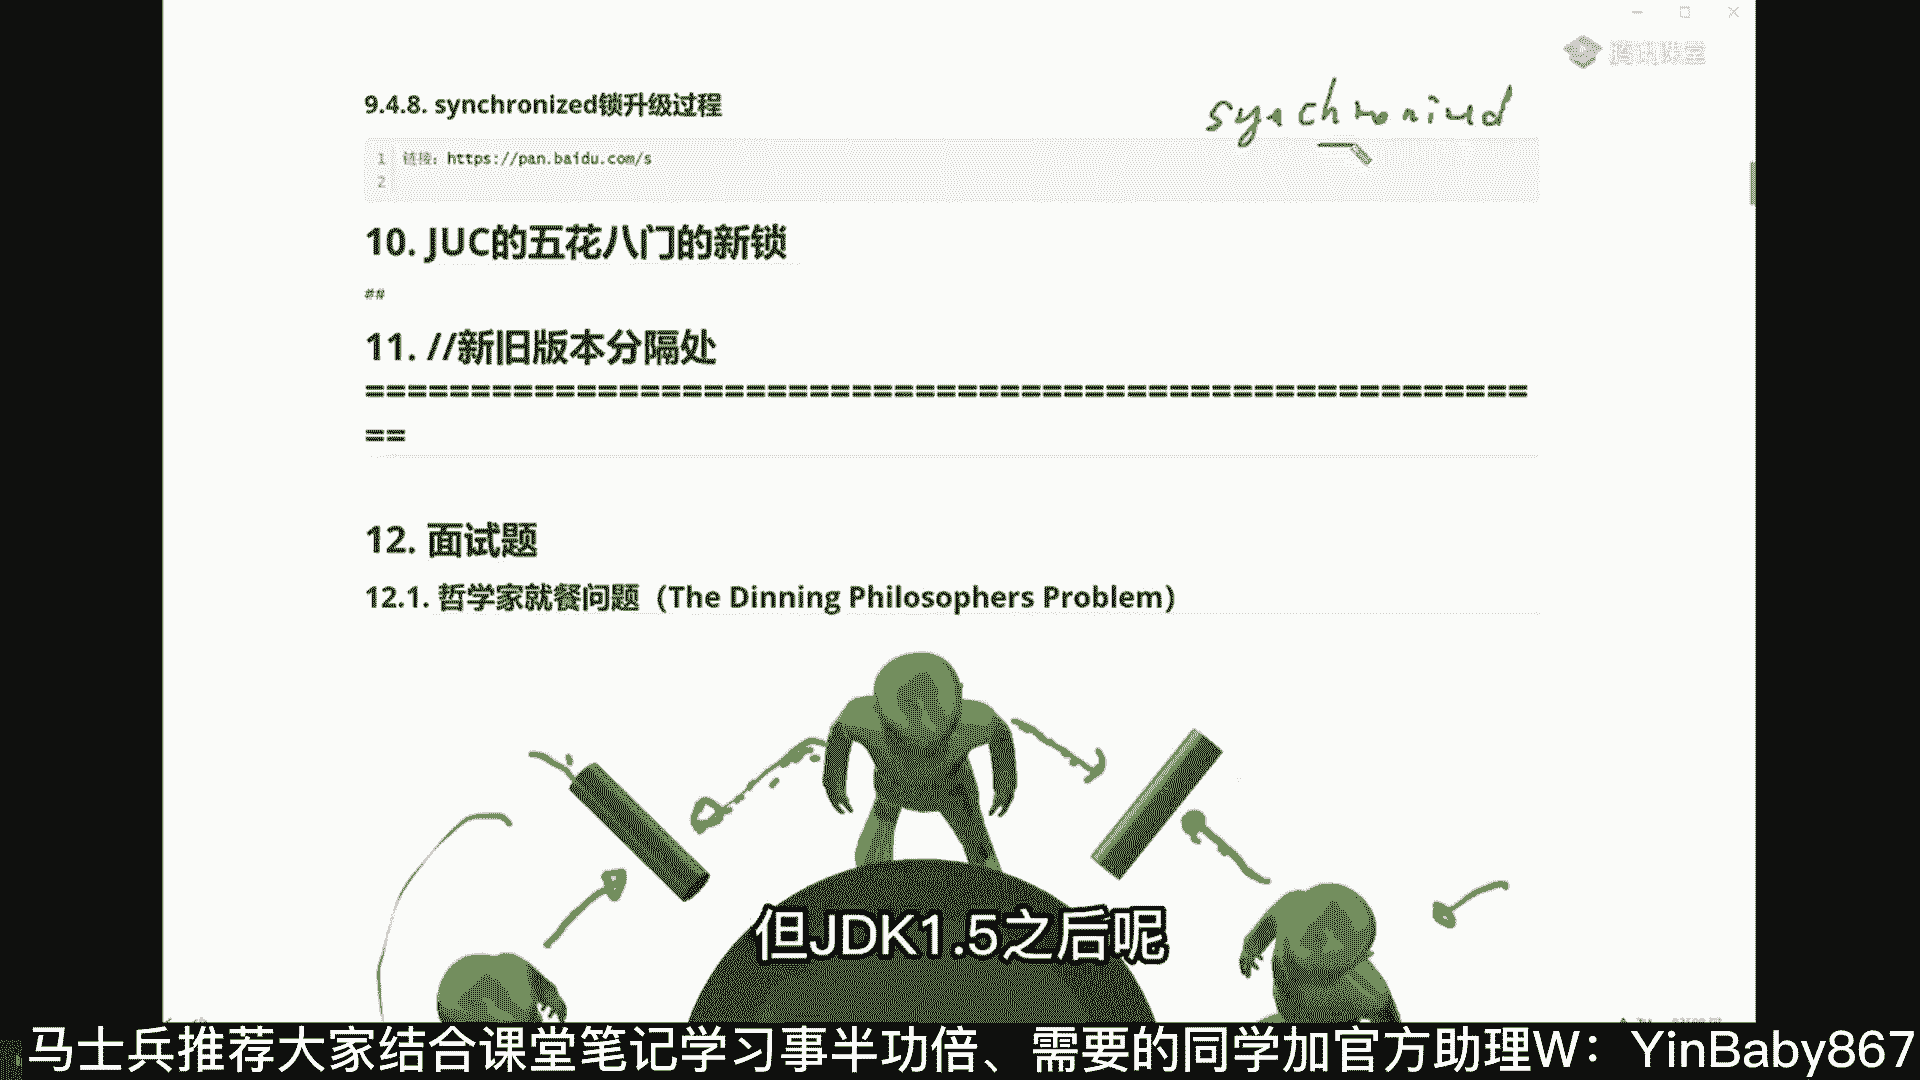 腾讯课堂
9.4.8. synchronized锁升级过程
synchronized
1 链接：https://pan.baidu.com/s
2
10. JUC的五花八门的新锁
##
11. //新旧版本分隔处
=======================================================
==
12. 面试题
12.1. 哲学家就餐问题（The Dinning Philosophers Problem）
但JDK1.5之后呢
马士兵推荐大家结合课堂笔记学习事半功倍、需要的同学加官方助理W：YinBaby867